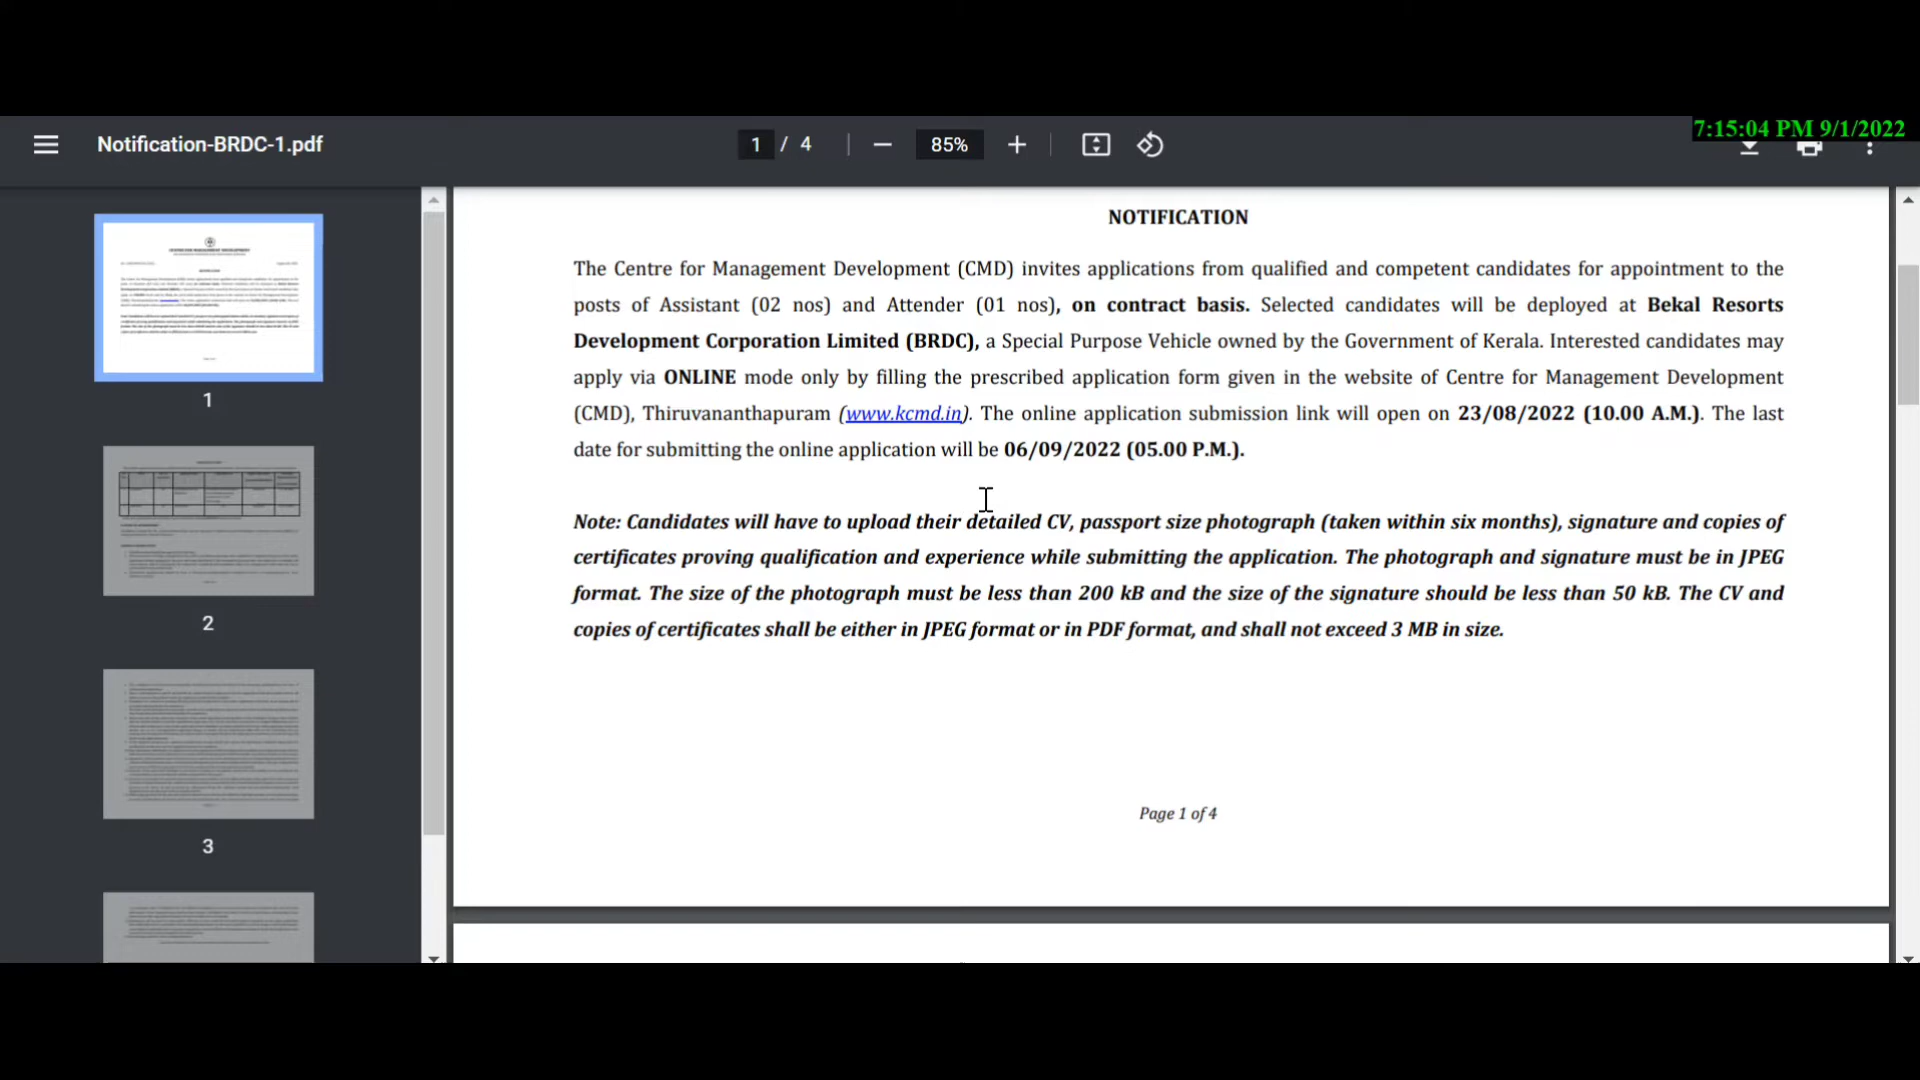 7:15:04 PM 9/1/2022
Notification-BRDC-1.pdf
1 / 4
85%
NOTIFICATION
The Centre for Management Development (CMD) invites applications from qualified and competent candidates for appointment to the
posts of Assistant (02 nos) and Attender (01 nos), on contract basis. Selected candidates will be deployed at Bekal Resorts
Development Corporation Limited (BRDC), a Special Purpose Vehicle owned by the Government of Kerala. Interested candidates may
apply via ONLINE mode only by filling the prescribed application form given in the website of Centre for Management Development
(CMD), Thiruvananthapuram (www.kcmd.in). The online application submission link will open on 23/08/2022 (10.00 A.M.). The last
date for submitting the online application will be 06/09/2022 (05.00 P.M.).
Note: Candidates will have to upload their detailed CV, passport size photograph (taken within six months), signature and copies of
certificates proving qualification and experience while submitting the application. The photograph and signature must be in JPEG
format. The size of the photograph must be less than 200 kB and the size of the signature should be less than 50 kB. The CV and
copies of certificates shall be either in JPEG format or in PDF format, and shall not exceed 3 MB in size.
Page 1 of 4
1
2
3